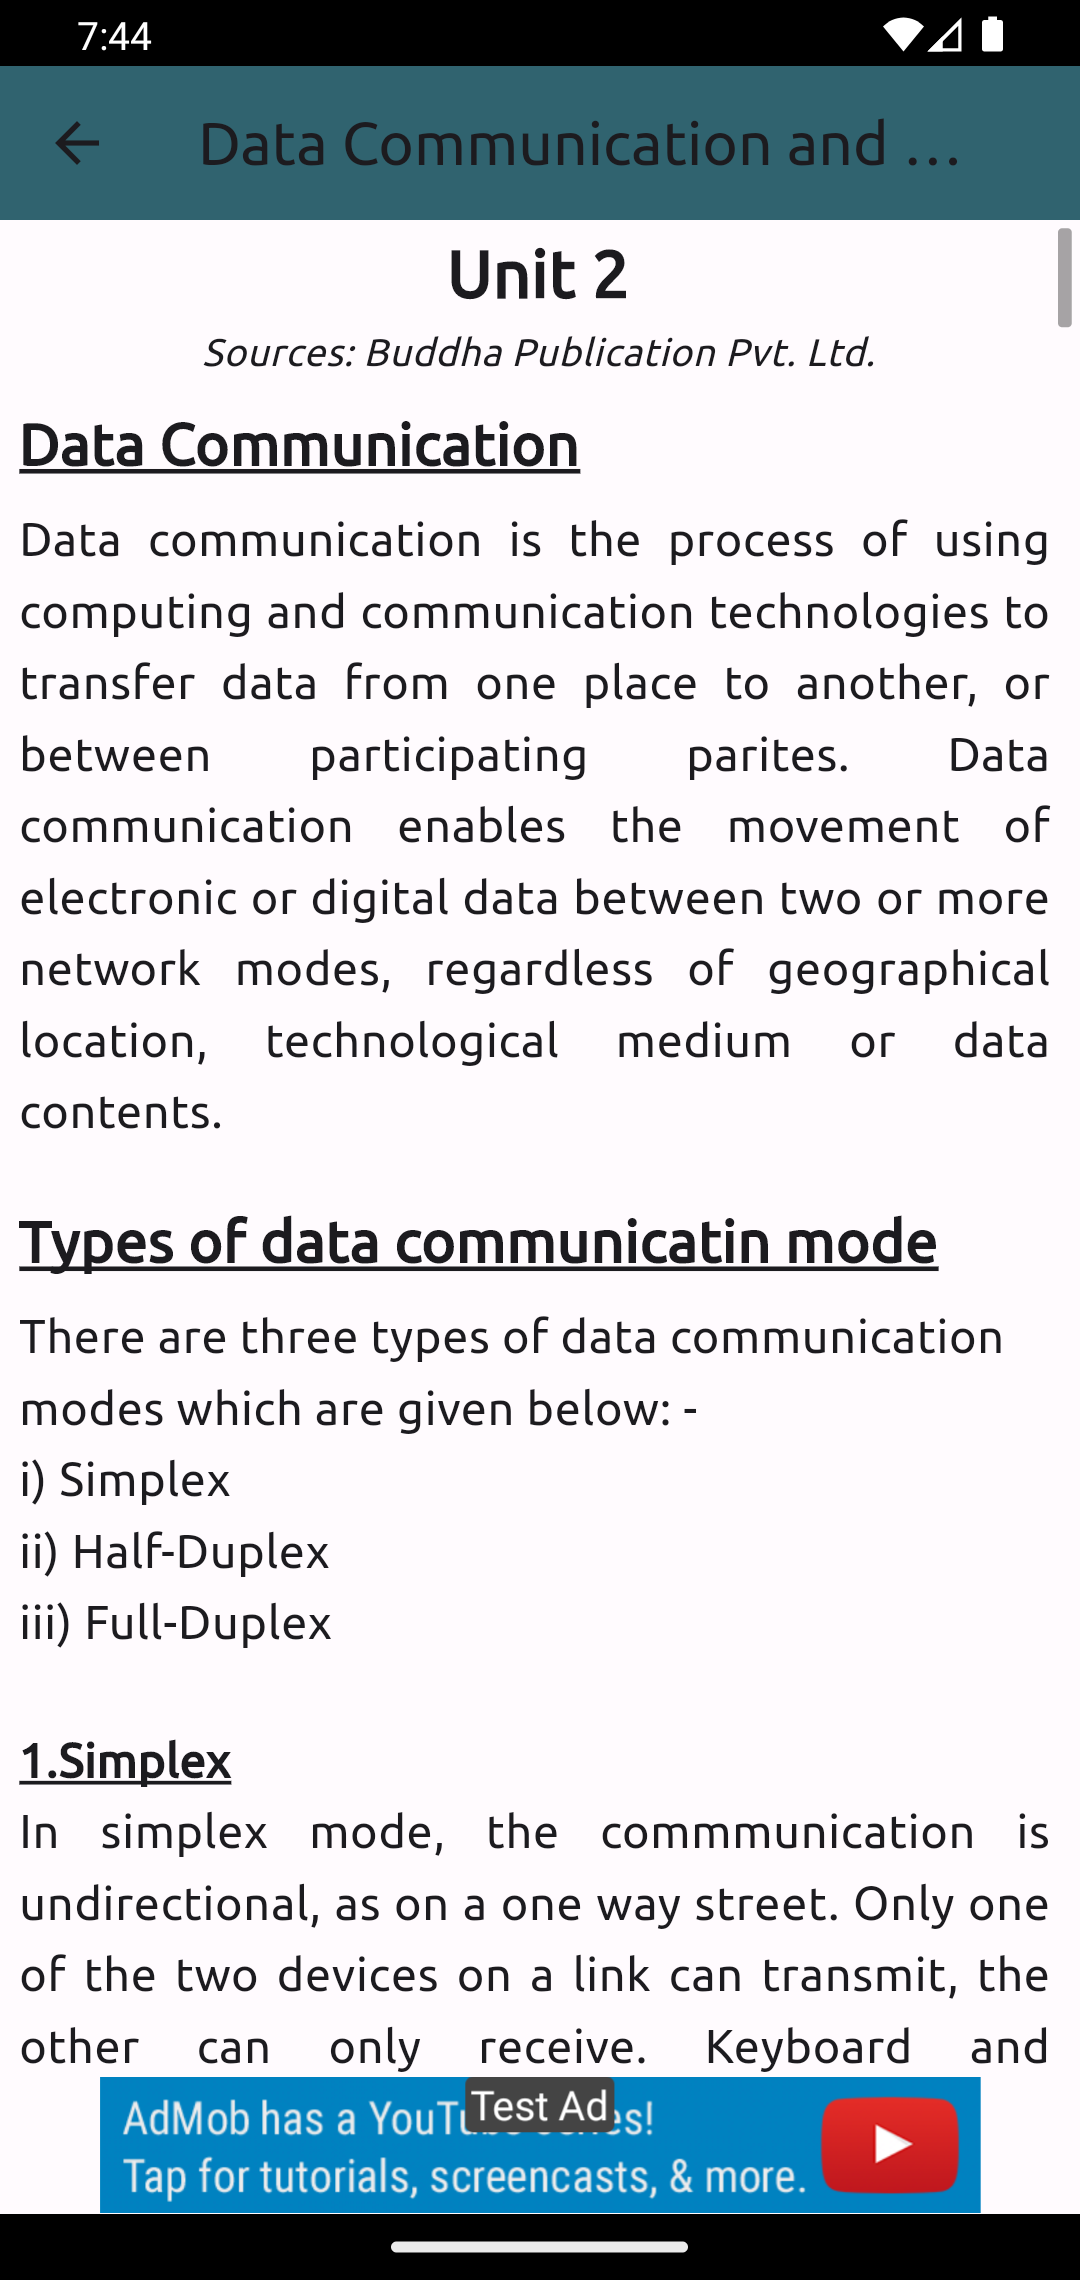 7:44
Data Communication and ...
Unit 2
Sources: Buddha Publication Pvt. Ltd.
Data Communication
Data communication is the process of using
computing and communication technologies to
transfer data from one place to another, or
between participating parites. Data
communication enables the movement of
electronic or digital data between two or more
network modes, regardless of geographical
location, technological medium or data
contents.
Types of data communicatin mode
There are three types of data communication
modes which are given below: -
i) Simplex
ii) Half-Duplex
iii) Full-Duplex
1.Simplex
In simplex mode, the commmunication is
undirectional, as on a one way street. Only one
of the two devices on a link can transmit, the
other can only receive. Keyboard and
Test Ad
AdMob has a
Tap for tutorials, screencasts, & more.